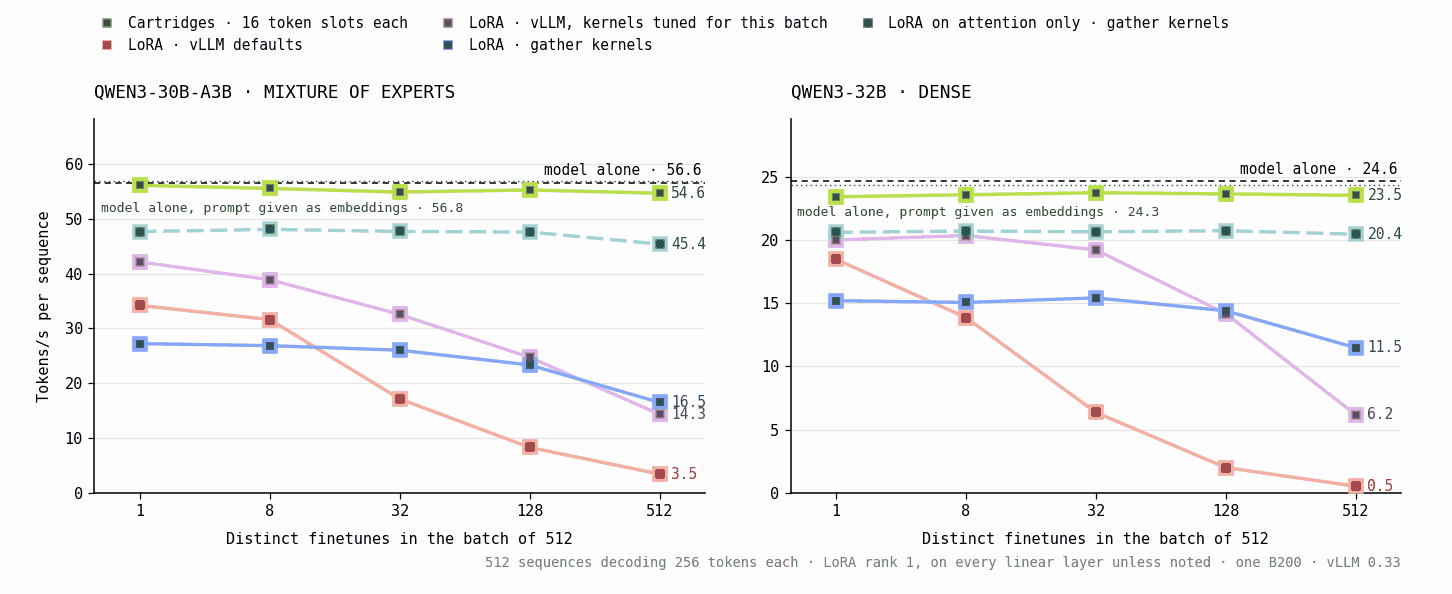 Cartridges · 16 token slots each
LoRA · vLLM, kernels tuned for this batch
LoRA on attention only · gather kernels
LoRA · vLLM defaults
LoRA · gather kernels
QWEN3-30B-A3B · MIXTURE OF EXPERTS
model alone · 56.6
54.6
model alone, prompt given as embeddings · 56.8
45.4
16.5
14.3
3.5
60
50
40
30
20
10
0
Tokens/s per sequence
1 8 32 128 512
Distinct finetunes in the batch of 512
QWEN3-32B · DENSE
model alone · 24.6
23.5
model alone, prompt given as embeddings · 24.3
20.4
11.5
6.2
0.5
25
20
15
10
5
0
1 8 32 128 512
Distinct finetunes in the batch of 512
512 sequences decoding 256 tokens each · LoRA rank 1, on every linear layer unless noted · one B200 · vLLM 0.33